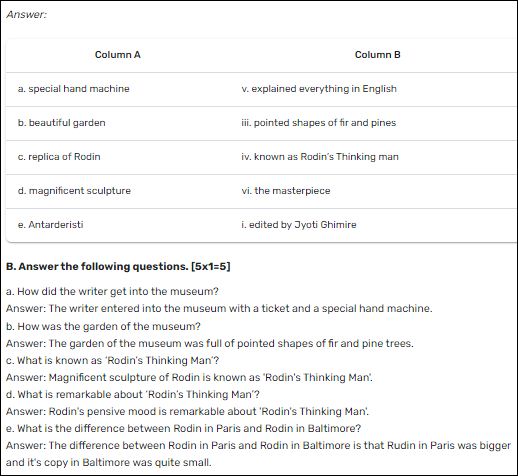 Answer:
Column A Column B
a. special hand machine v. explained everything in English
b. beautiful garden iii. pointed shapes of fir and pines
c. replica of Rodin iv. known as Rodin's Thinking man
d. magnificent sculpture vi. the masterpiece
e. Antarderisti i. edited by Jyoti Ghimire
B. Answer the following questions. [5x1=5]
a. How did the writer get into the museum?
Answer: The writer entered into the museum with a ticket and a special hand machine.
b. How was the garden of the museum?
Answer: The garden of the museum was full of pointed shapes of fir and pine trees.
c. What is known as 'Rodin's Thinking Man'?
Answer: Magnificent sculpture of Rodin is known as 'Rodin's Thinking Man'.
d. What is remarkable about 'Rodin's Thinking Man'?
Answer: Rodin's pensive mood is remarkable about 'Rodin's Thinking Man'.
e. What is the difference between Rodin in Paris and Rodin in Baltimore?
Answer: The difference between Rodin in Paris and Rodin in Baltimore is that Rudin in Paris was bigger
and it's copy in Baltimore was quite small.